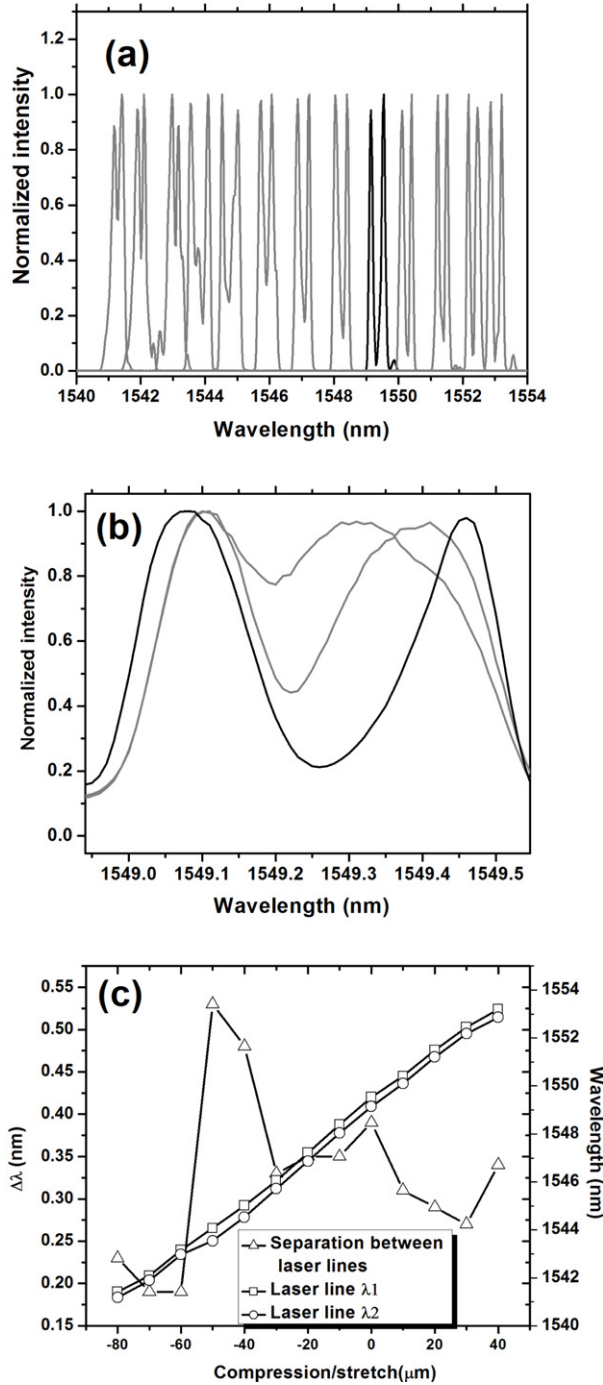 (a)
Normalized intensity
1.2
1.0
0.8
0.6
0.4
0.2
0.0
1540 1542 1544 1546 1548 1550 1552 1554
Wavelength (nm)
(b)
Normalized intensity
1.0
0.8
0.6
0.4
0.2
0.0
1549.0 1549.1 1549.2 1549.3 1549.4 1549.5
Wavelength (nm)
(c)
Δλ (nm)
0.55
0.50
0.45
0.40
0.35
0.30
0.25
0.20
0.15
1554
1552
1550
1548
1546
1544
1542
1540
Wavelength (nm)
Separation between
laser lines
Laser line λ1
Laser line λ2
-80 -60 -40 -20 0 20 40
Compression/stretch(μm)